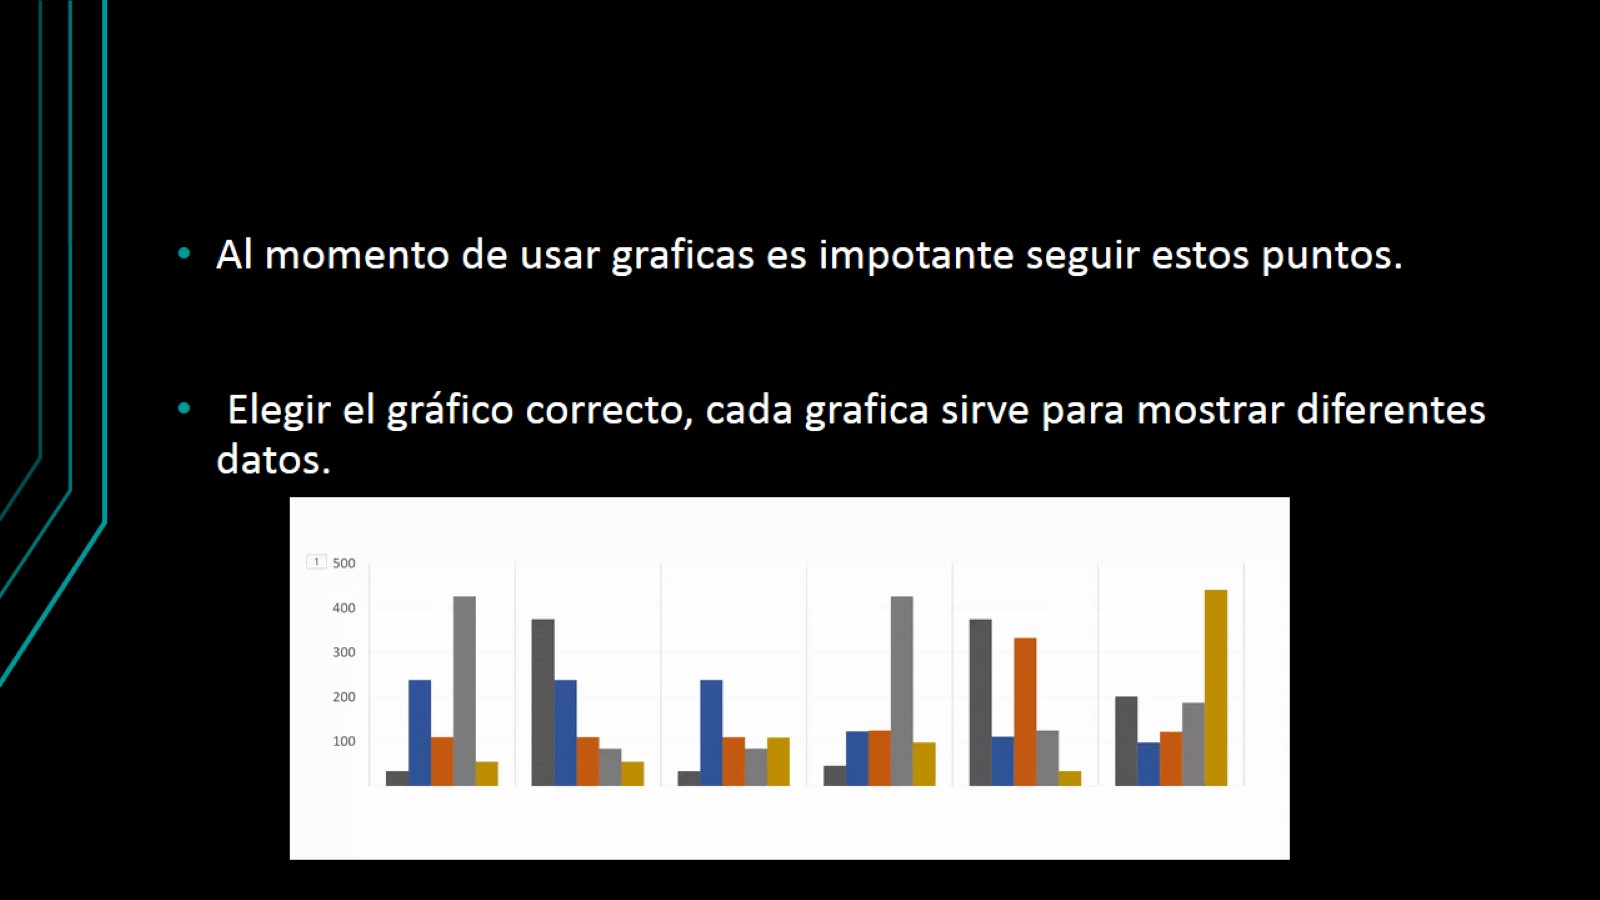 Al momento de usar graficas es impotante seguir estos puntos.
Elegir el gráfico correcto, cada grafica sirve para mostrar diferentes
datos.
1
500
400
300
200
100